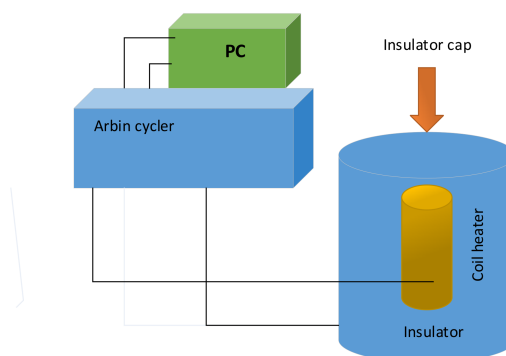 PC
Insulator cap
Arbin cycler
Coil heater
Insulator